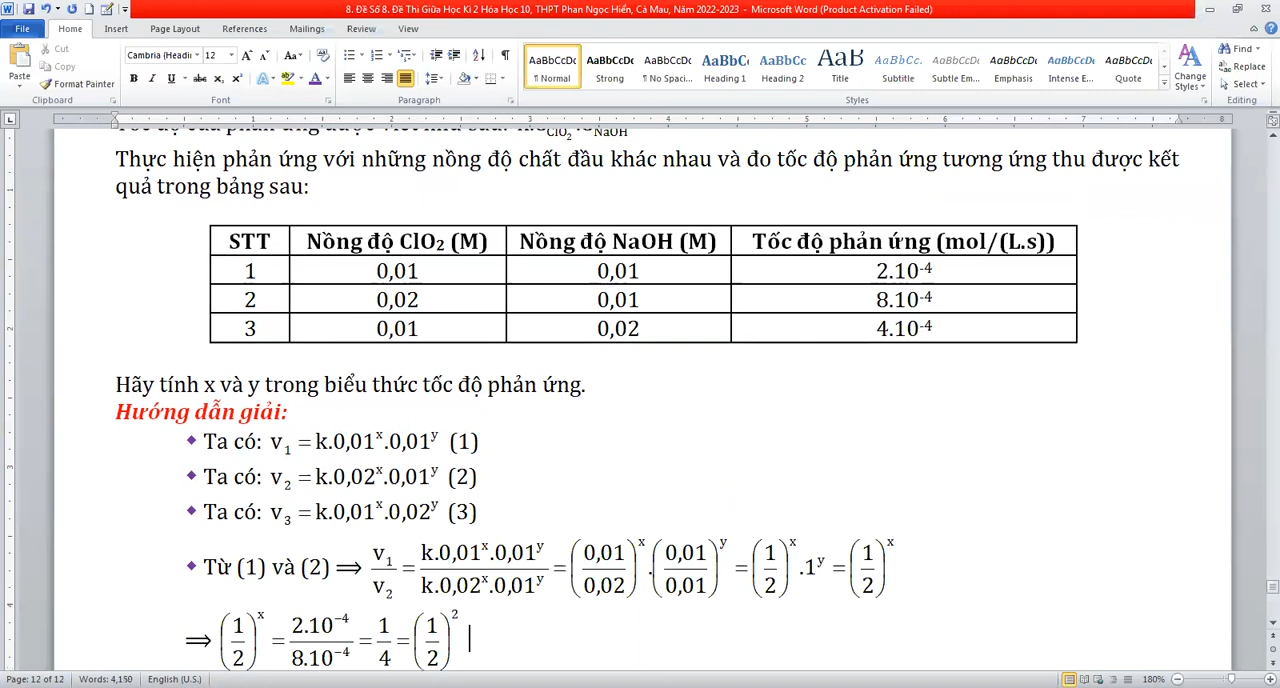 8. Đề Số 8. Đề Thi Giữa Học Kì 2 Hóa Học 10, THPT Phan Ngọc Hiển, Cà Mau, Năm 2022-2023 - Microsoft Word (Product Activation Failed)
File Home Insert Page Layout References Mailings Review View
Cut
Copy
Paste
Format Painter
Cambria (Headi 12
AaBbCcDc AaBbCcDc AaBbCcDc AaBbC AaBbCc AaB AaBbCc. AaBbCcDc AaBbCcDc AaBbCcDc AaBbCcDc
¶ Normal Strong ¶ No Spaci... Heading 1 Heading 2 Title Subtitle Subtle Em... Emphasis Intense E... Quote
Change Styles
Find
Replace
Select
Clipboard Font Paragraph Styles Editing
ClO₂ NaOH
Thực hiện phản ứng với những nồng độ chất đầu khác nhau và đo tốc độ phản ứng tương ứng thu được kết
quả trong bảng sau:
STT Nồng độ ClO₂ (M) Nồng độ NaOH (M) Tốc độ phản ứng (mol/(L.s))
1 0,01 0,01 2.10⁻⁴
2 0,02 0,01 8.10⁻⁴
3 0,01 0,02 4.10⁻⁴
Hãy tính x và y trong biểu thức tốc độ phản ứng.
Hướng dẫn giải:
Ta có: v₁ = k.0,01ˣ.0,01ʸ (1)
Ta có: v₂ = k.0,02ˣ.0,01ʸ (2)
Ta có: v₃ = k.0,01ˣ.0,02ʸ (3)
Từ (1) và (2) ⟹ v₁/v₂ = k.0,01ˣ.0,01ʸ / k.0,02ˣ.0,01ʸ = (0,01/0,02)ˣ.(0,01/0,01)ʸ = (1/2)ˣ.1ʸ = (1/2)ˣ
⟹ (1/2)ˣ = 2.10⁻⁴/8.10⁻⁴ = 1/4 = (1/2)²
Page: 12 of 12 Words: 4,150 English (U.S.) 180%